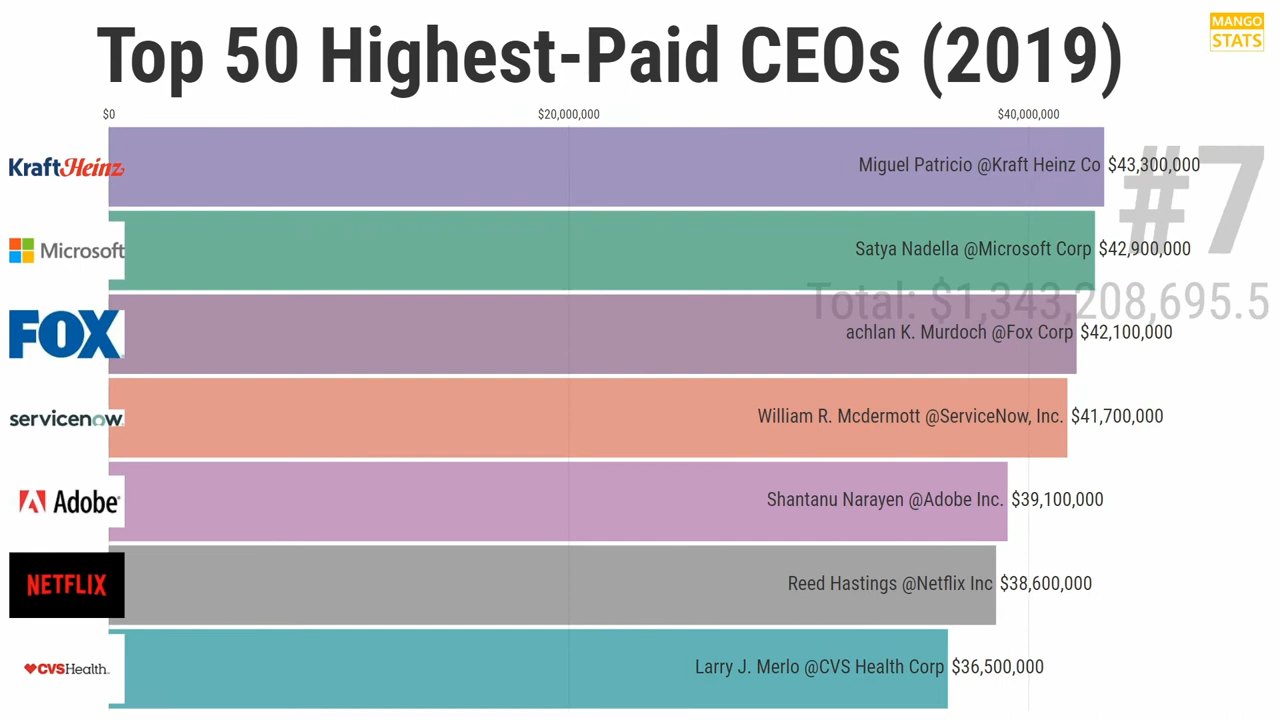 Top 50 Highest-Paid CEOs (2019)
MANGO
STATS
$0 $20,000,000 $40,000,000
KraftHeinz Miguel Patricio @Kraft Heinz Co $43,300,000
#7
Microsoft Satya Nadella @Microsoft Corp $42,900,000
Total: $1,343,208,695.5
FOX achlan K. Murdoch @Fox Corp $42,100,000
servicenow William R. Mcdermott @ServiceNow, Inc. $41,700,000
Adobe Shantanu Narayen @Adobe Inc. $39,100,000
NETFLIX Reed Hastings @Netflix Inc $38,600,000
CVSHealth. Larry J. Merlo @CVS Health Corp $36,500,000